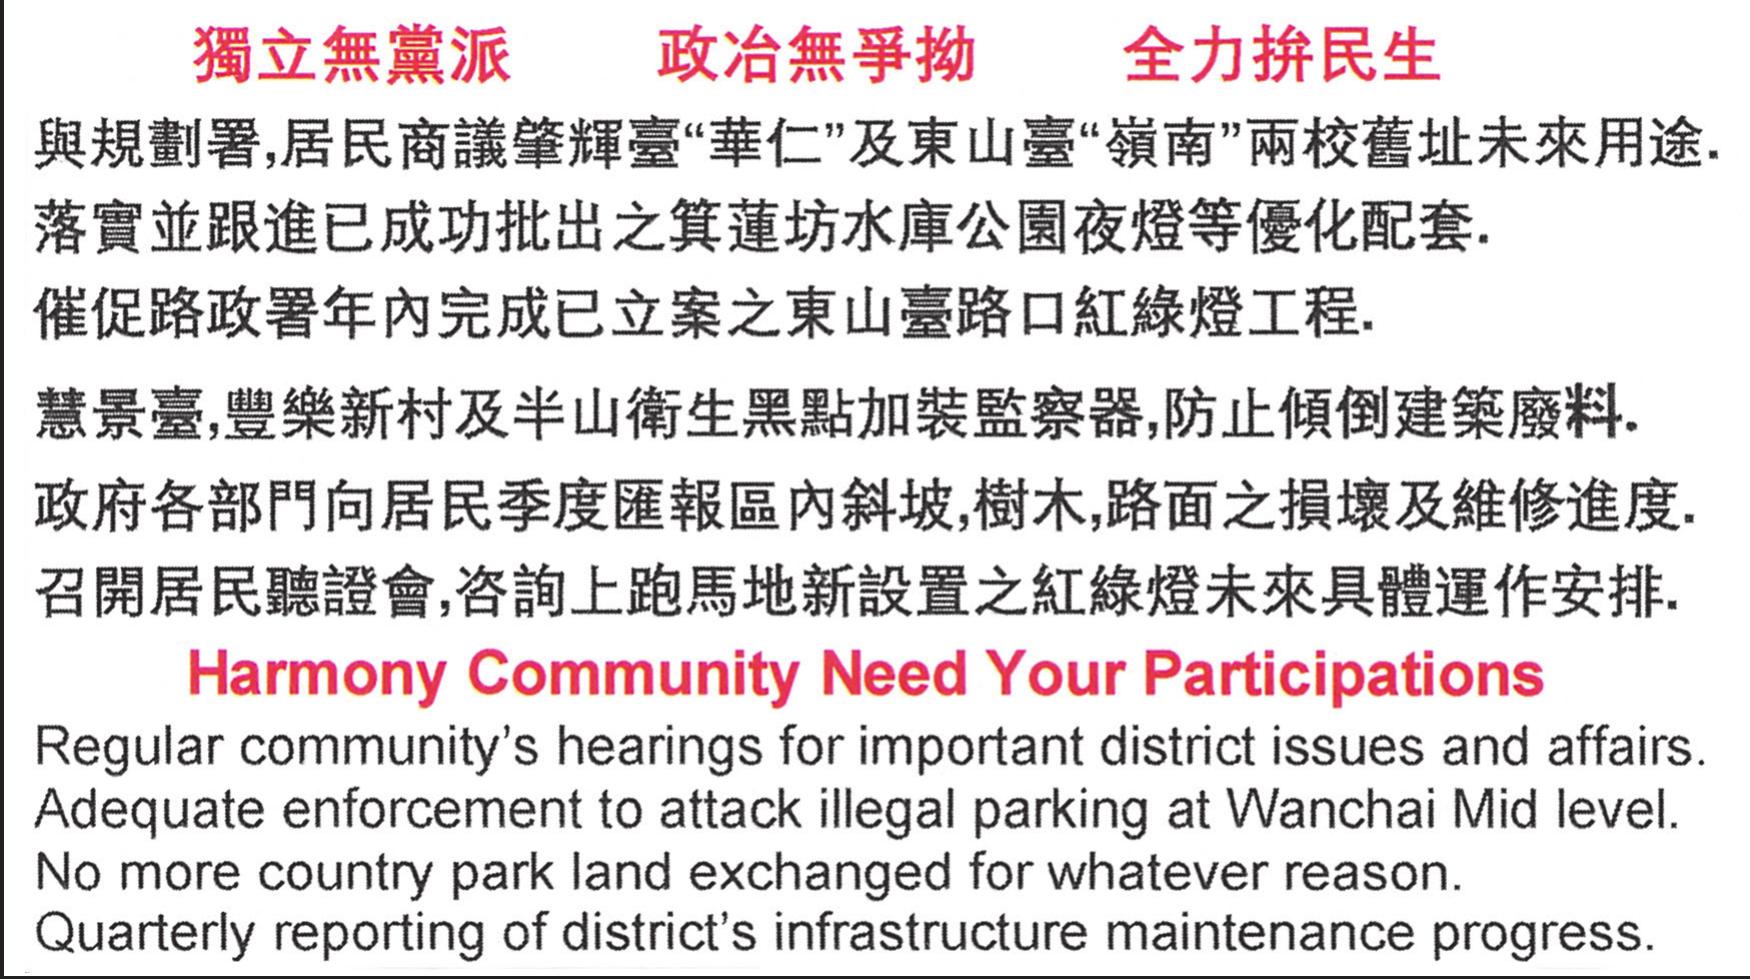 獨立無黨派 政冶無爭拗 全力拚民生
與規劃署,居民商議肇輝臺“華仁”及東山臺“嶺南”兩校舊址未來用途.
落實並跟進已成功批出之箕蓮坊水庫公園夜燈等優化配套.
催促路政署年內完成已立案之東山臺路口紅綠燈工程.
慧景臺,豐樂新村及半山衛生黑點加裝監察器,防止傾倒建築廢料.
政府各部門向居民季度匯報區內斜坡,樹木,路面之損壞及維修進度.
召開居民聽證會,咨詢上跑馬地新設置之紅綠燈未來具體運作安排.
Harmony Community Need Your Participations
Regular community’s hearings for important district issues and affairs.
Adequate enforcement to attack illegal parking at Wanchai Mid level.
No more country park land exchanged for whatever reason.
Quarterly reporting of district’s infrastructure maintenance progress.